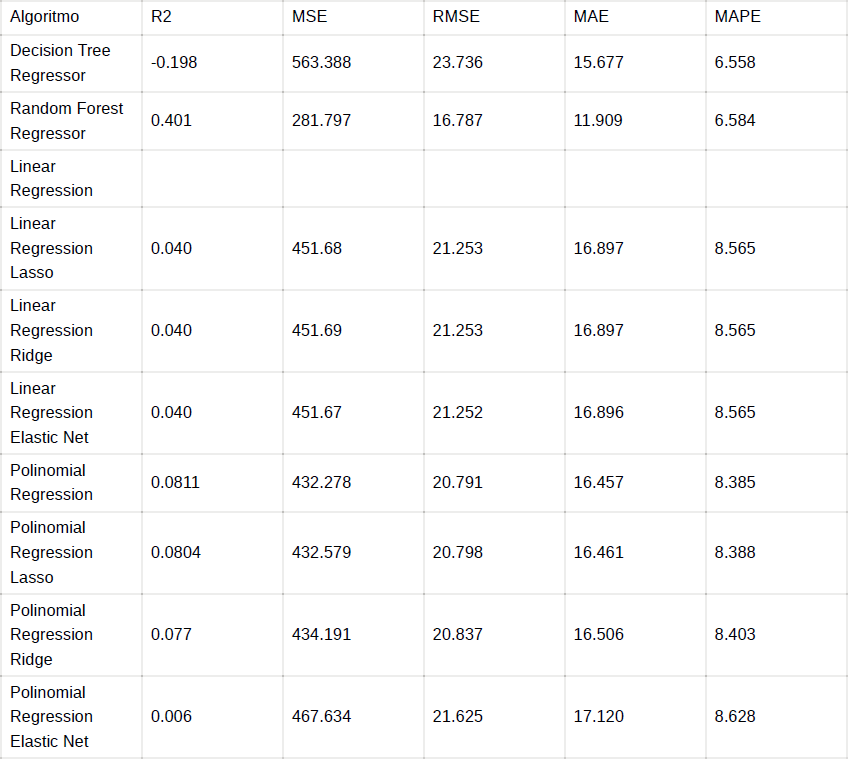 Algoritmo R2 MSE RMSE MAE MAPE
Decision Tree
Regressor
-0.198 563.388 23.736 15.677 6.558
Random Forest
Regressor
0.401 281.797 16.787 11.909 6.584
Linear
Regression
Linear
Regression
Lasso
0.040 451.68 21.253 16.897 8.565
Linear
Regression
Ridge
0.040 451.69 21.253 16.897 8.565
Linear
Regression
Elastic Net
0.040 451.67 21.252 16.896 8.565
Polinomial
Regression
0.0811 432.278 20.791 16.457 8.385
Polinomial
Regression
Lasso
0.0804 432.579 20.798 16.461 8.388
Polinomial
Regression
Ridge
0.077 434.191 20.837 16.506 8.403
Polinomial
Regression
Elastic Net
0.006 467.634 21.625 17.120 8.628